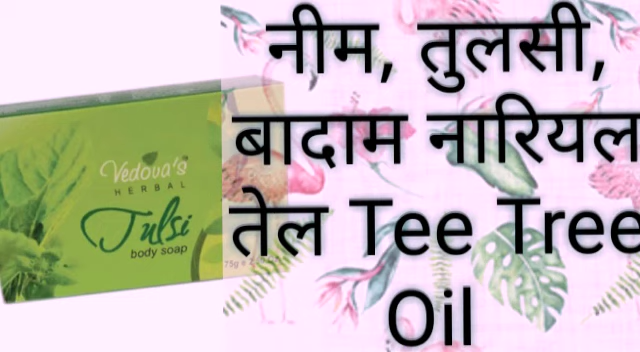 Vedova's
HERBAL
Tulsi
body soap
नीम, तुलसी,
बादाम नारियल
तेल Tee Tree
Oil